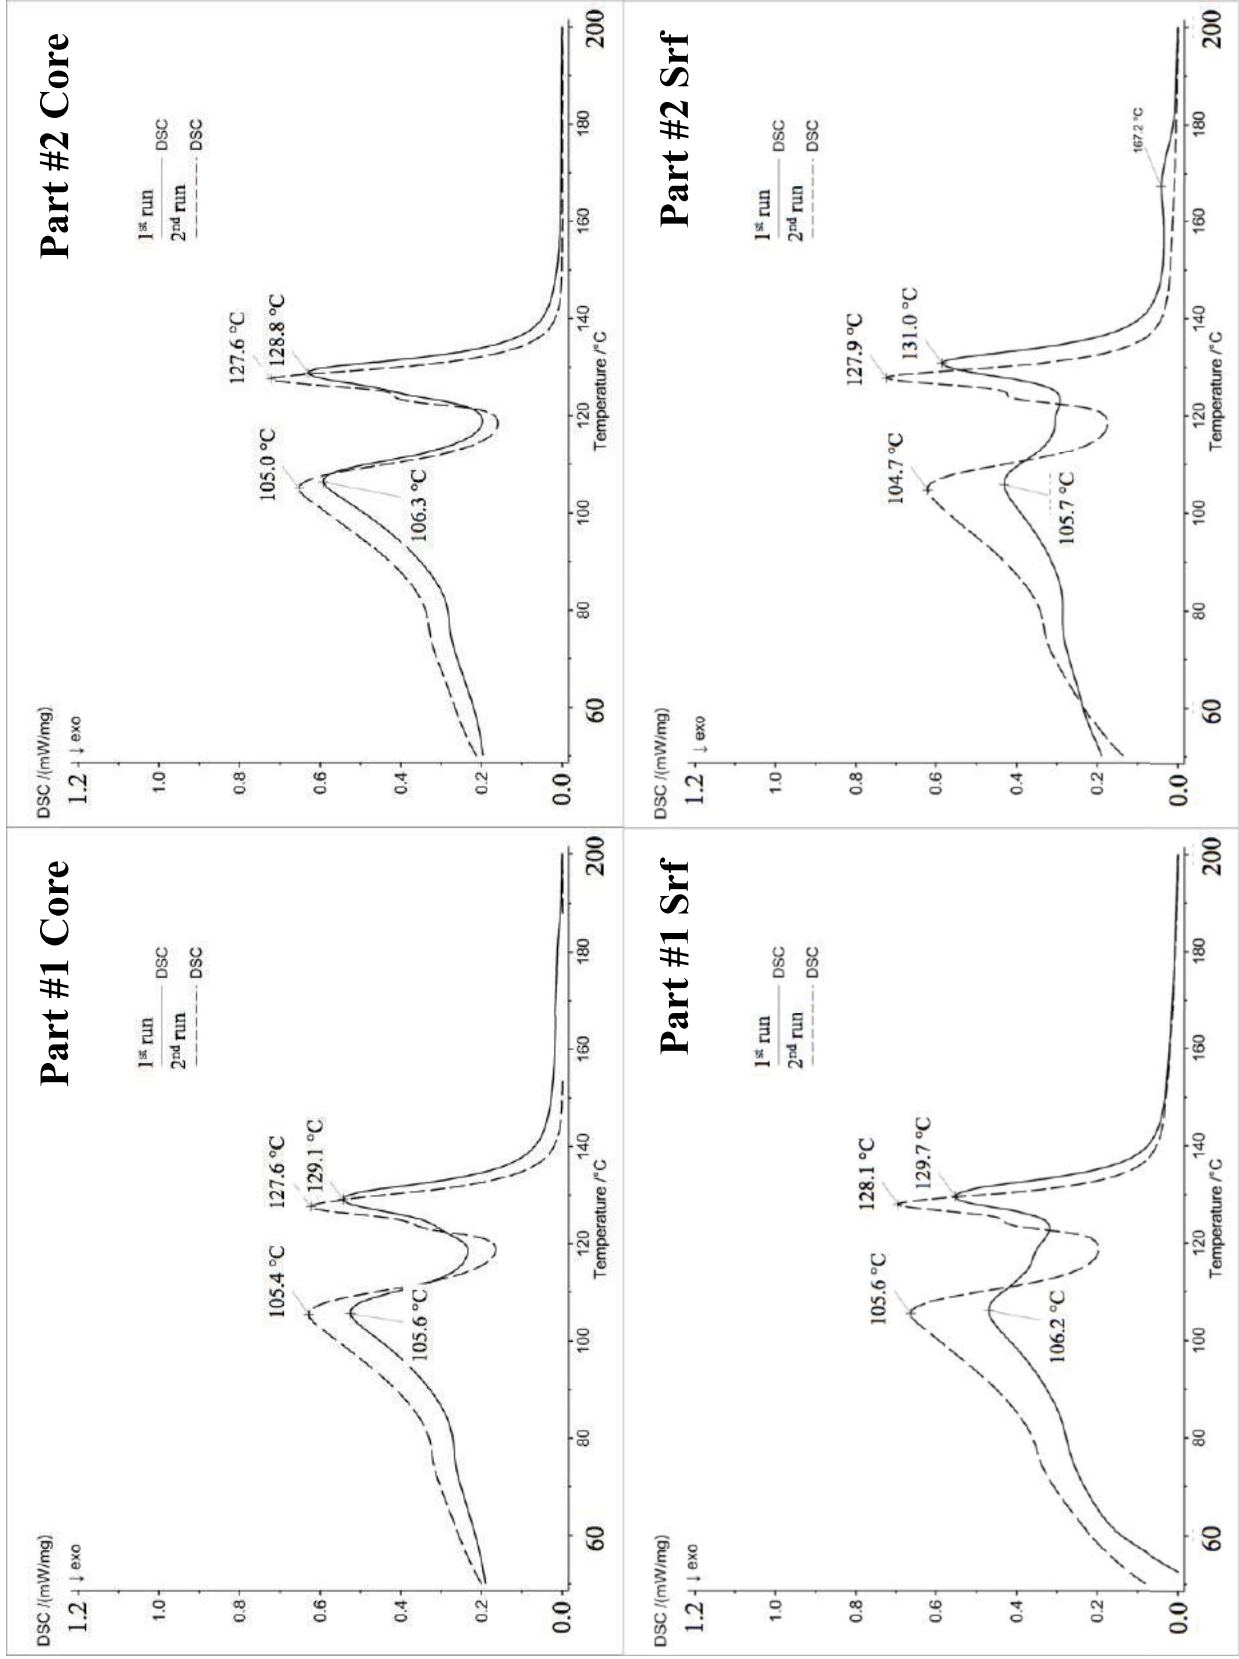 Part #1 Core
DSC /(mW/mg)
1.2 ↓ exo
1st run —— DSC
2nd run ----- DSC
105.4 °C
127.6 °C
129.1 °C
105.6 °C
1.0
0.8
0.6
0.4
0.2
0.0
60 80 100 120 140 160 180 200
Temperature /°C
Part #2 Core
DSC /(mW/mg)
1.2 ↓ exo
1st run —— DSC
2nd run ----- DSC
105.0 °C
127.6 °C
128.8 °C
106.3 °C
1.0
0.8
0.6
0.4
0.2
0.0
60 80 100 120 140 160 180 200
Temperature /°C
Part #1 Srf
DSC /(mW/mg)
1.2 ↓ exo
1st run —— DSC
2nd run ----- DSC
105.6 °C
128.1 °C
129.7 °C
106.2 °C
1.0
0.8
0.6
0.4
0.2
0.0
60 80 100 120 140 160 180 200
Temperature /°C
Part #2 Srf
DSC /(mW/mg)
1.2 ↓ exo
1st run —— DSC
2nd run ----- DSC
104.7 °C
127.9 °C
131.0 °C
105.7 °C
167.2 °C
1.0
0.8
0.6
0.4
0.2
0.0
60 80 100 120 140 160 180 200
Temperature /°C